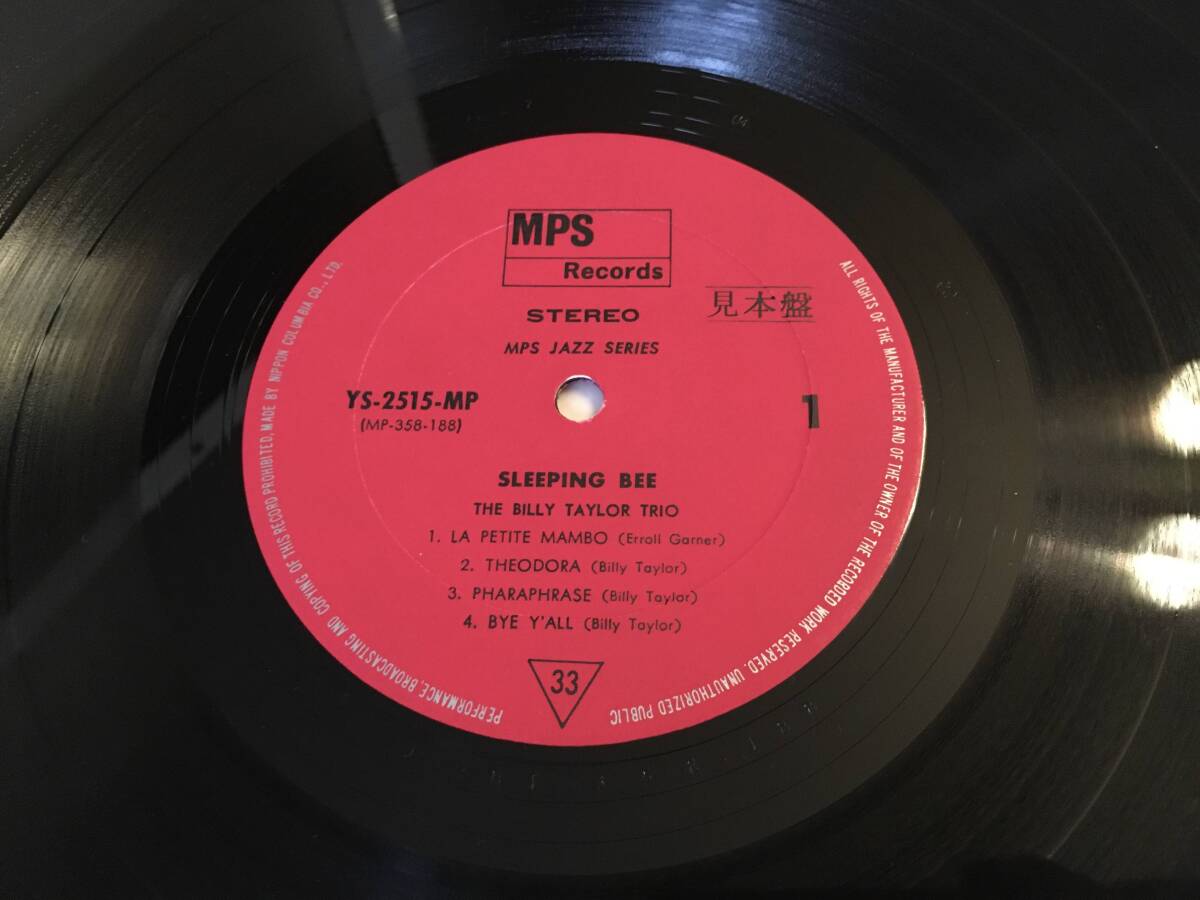 MPS
Records
STEREO
見本盤
MPS JAZZ SERIES
YS-2515-MP
(MP-358-188)
1
SLEEPING BEE
THE BILLY TAYLOR TRIO
1. LA PETITE MAMBO (Erroll Garner)
2. THEODORA (Billy Taylor)
3. PHARAPHRASE (Billy Taylor)
4. BYE Y'ALL (Billy Taylor)
33
ALL RIGHTS OF THE MANUFACTURER AND OF THE OWNER OF THE RECORDED WORK RESERVED. UNAUTHORIZED PUBLIC PERFORMANCE, BROADCASTING AND COPYING OF THIS RECORD PROHIBITED, MADE BY NIPPON COLUMBIA CO., LTD.